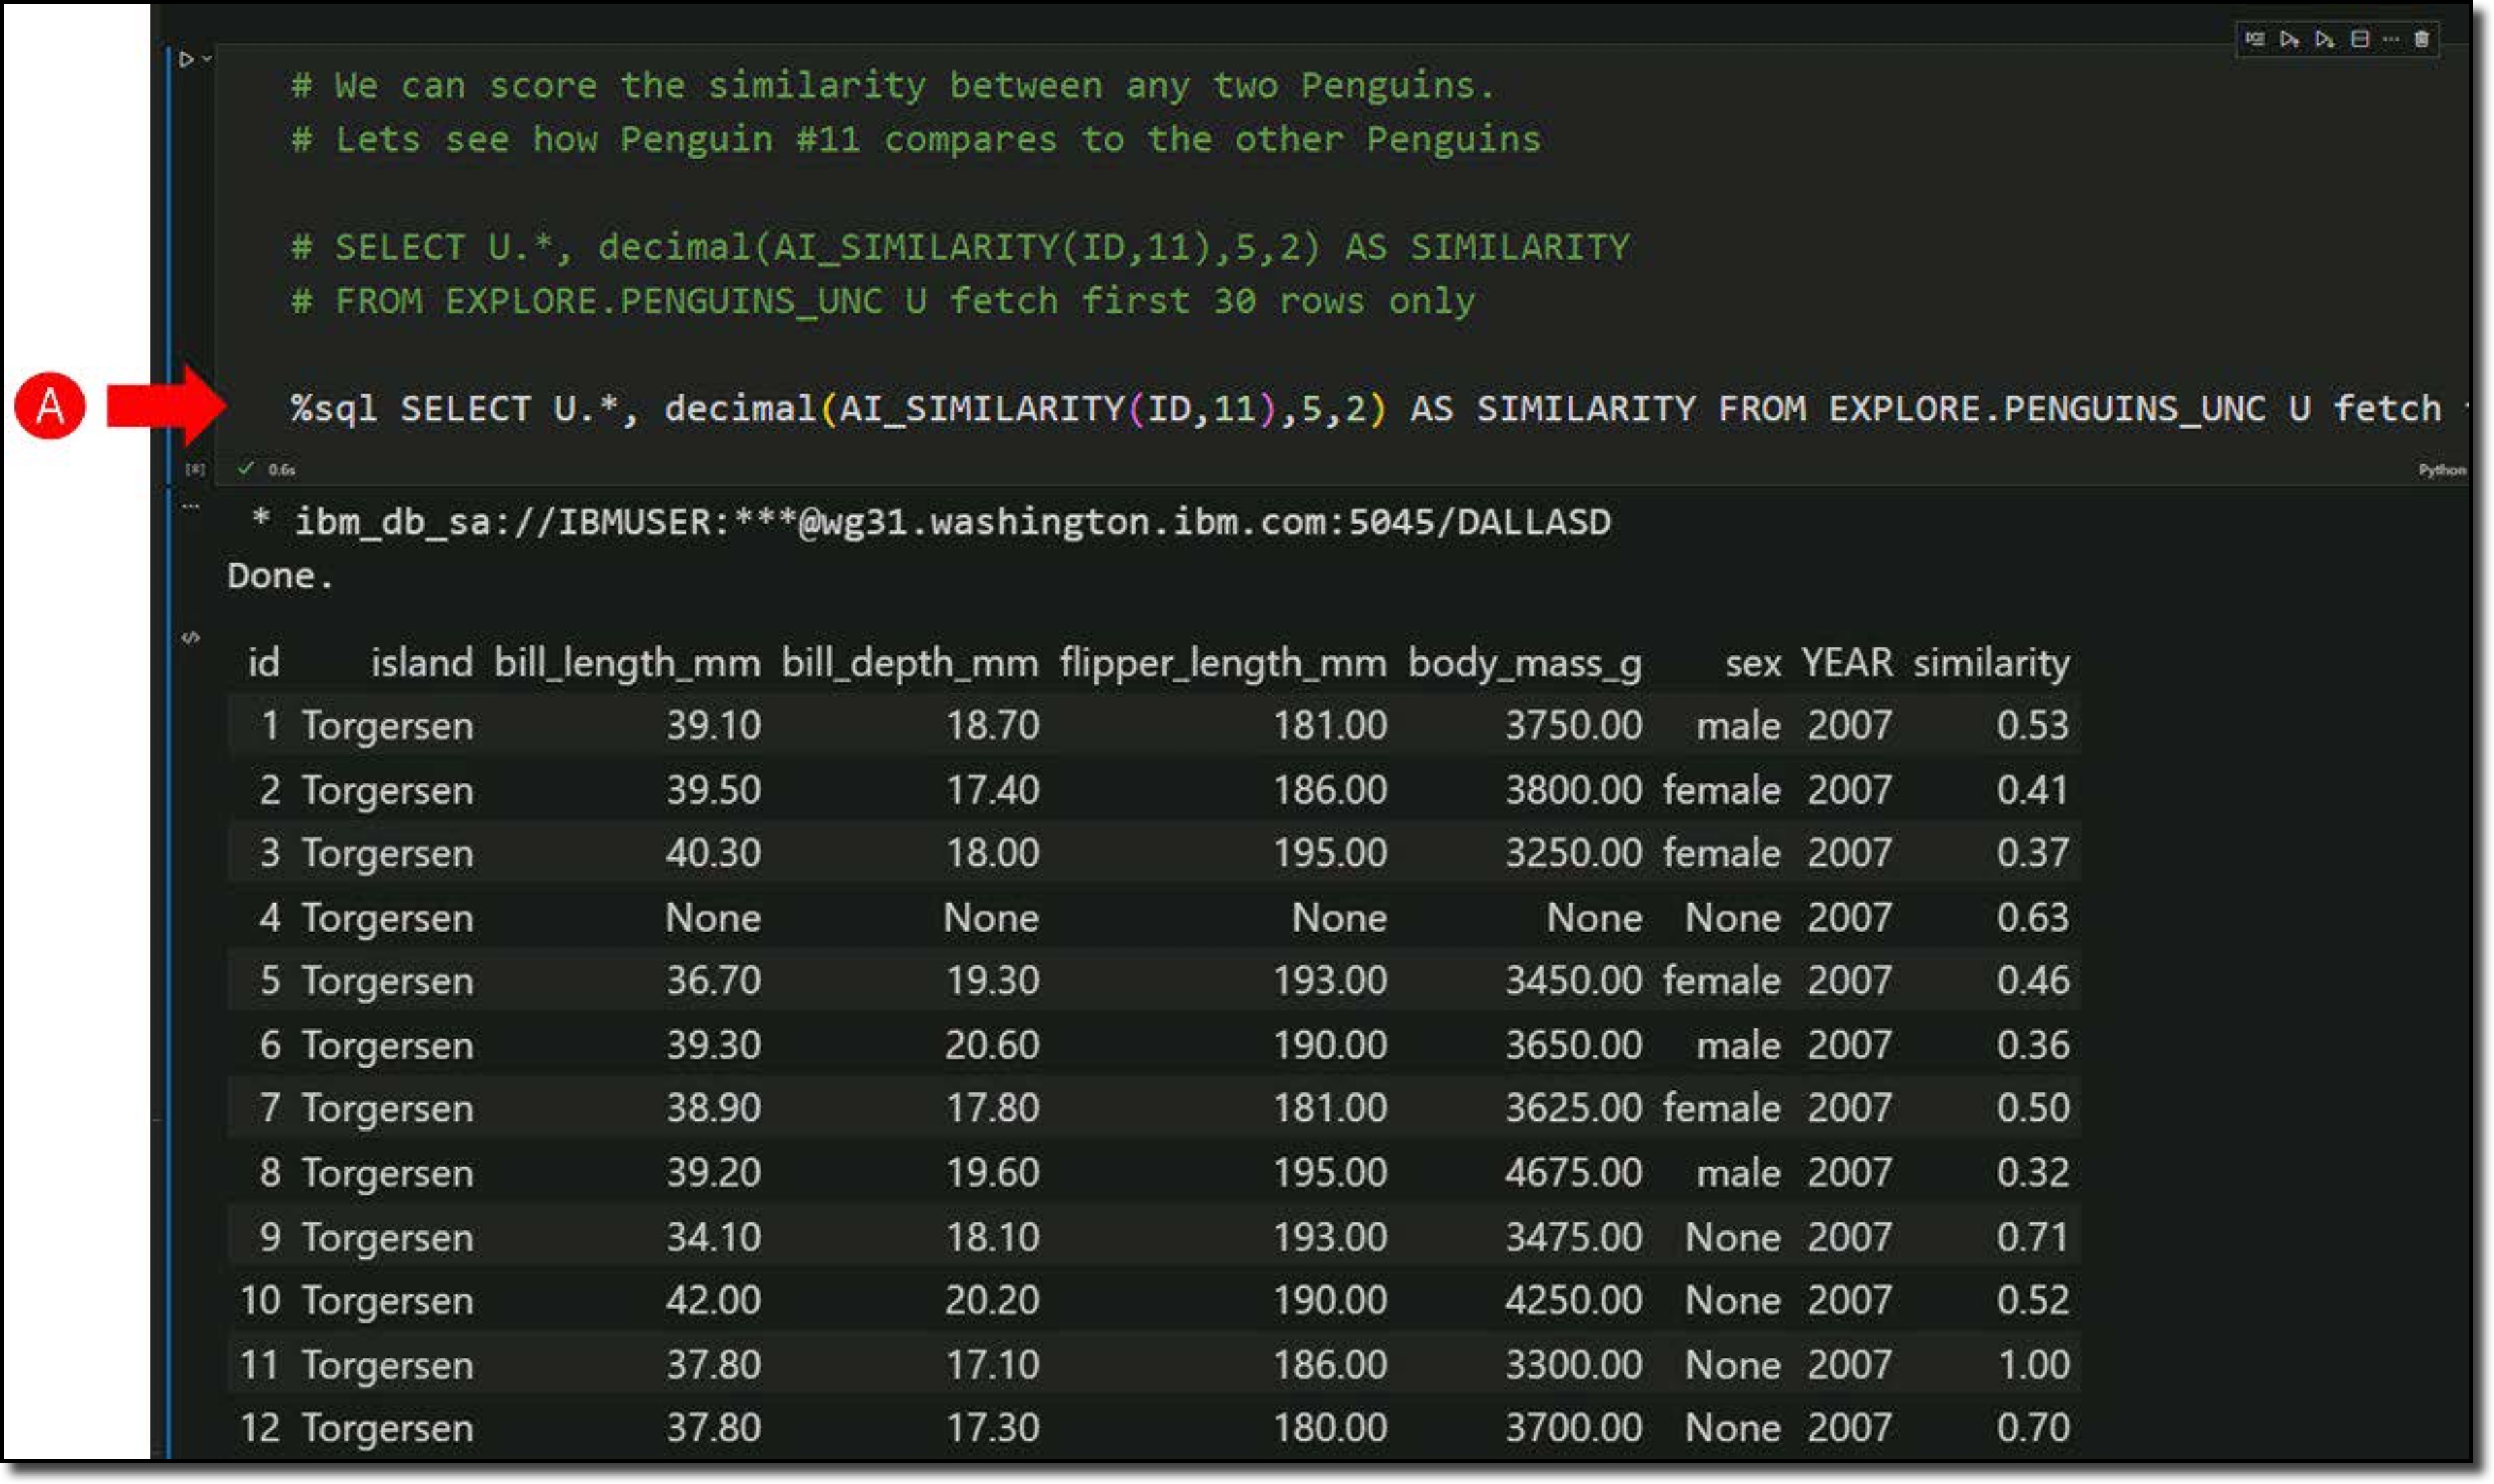 # We can score the similarity between any two Penguins.
# Lets see how Penguin #11 compares to the other Penguins
# SELECT U.*, decimal(AI_SIMILARITY(ID,11),5,2) AS SIMILARITY
# FROM EXPLORE.PENGUINS_UNC U fetch first 30 rows only
A
%sql SELECT U.*, decimal(AI_SIMILARITY(ID,11),5,2) AS SIMILARITY FROM EXPLORE.PENGUINS_UNC U fetch
[8] ✓ 0.6s Python
* ibm_db_sa://IBMUSER:***@wg31.washington.ibm.com:5045/DALLASD
Done.
id island bill_length_mm bill_depth_mm flipper_length_mm body_mass_g sex YEAR similarity
1 Torgersen 39.10 18.70 181.00 3750.00 male 2007 0.53
2 Torgersen 39.50 17.40 186.00 3800.00 female 2007 0.41
3 Torgersen 40.30 18.00 195.00 3250.00 female 2007 0.37
4 Torgersen None None None None None 2007 0.63
5 Torgersen 36.70 19.30 193.00 3450.00 female 2007 0.46
6 Torgersen 39.30 20.60 190.00 3650.00 male 2007 0.36
7 Torgersen 38.90 17.80 181.00 3625.00 female 2007 0.50
8 Torgersen 39.20 19.60 195.00 4675.00 male 2007 0.32
9 Torgersen 34.10 18.10 193.00 3475.00 None 2007 0.71
10 Torgersen 42.00 20.20 190.00 4250.00 None 2007 0.52
11 Torgersen 37.80 17.10 186.00 3300.00 None 2007 1.00
12 Torgersen 37.80 17.30 180.00 3700.00 None 2007 0.70